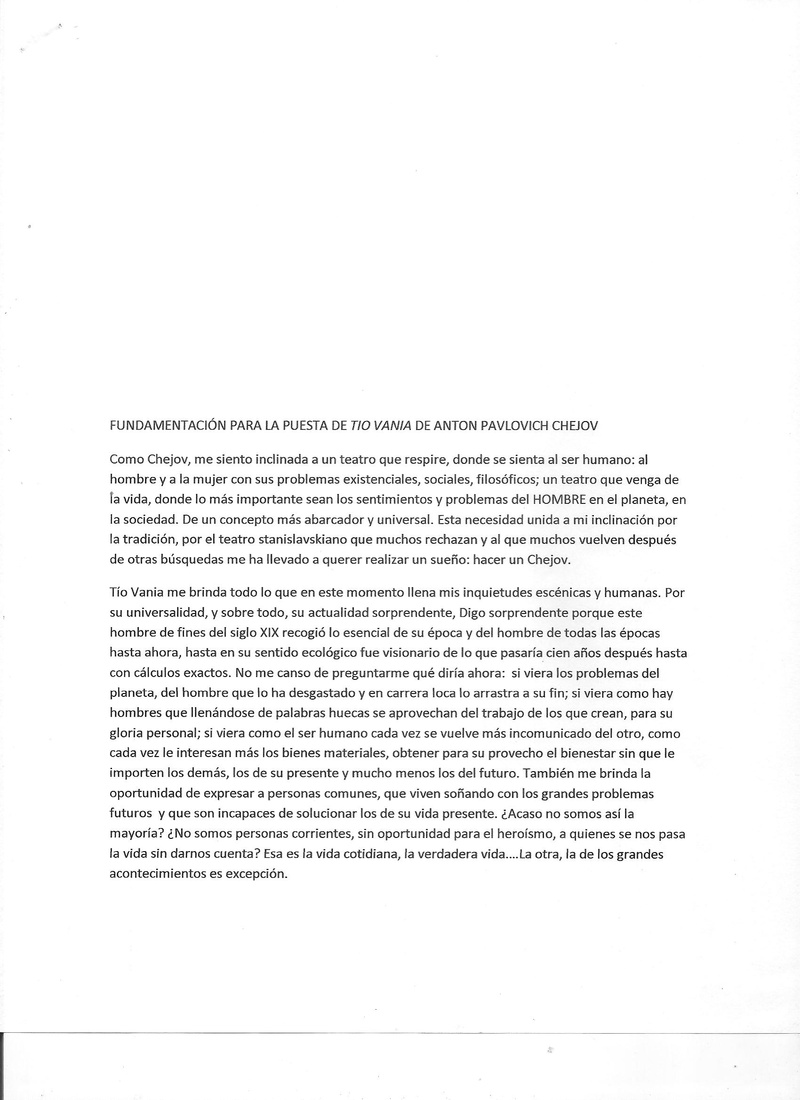 FUNDAMENTACIÓN PARA LA PUESTA DE TIO VANIA DE ANTON PAVLOVICH CHEJOV
Como Chejov, me siento inclinada a un teatro que respire, donde se sienta al ser humano: al
hombre y a la mujer con sus problemas existenciales, sociales, filosóficos; un teatro que venga de
la vida, donde lo más importante sean los sentimientos y problemas del HOMBRE en el planeta, en
la sociedad. De un concepto más abarcador y universal. Esta necesidad unida a mi inclinación por
la tradición, por el teatro stanislavskiano que muchos rechazan y al que muchos vuelven después
de otras búsquedas me ha llevado a querer realizar un sueño: hacer un Chejov.
Tío Vania me brinda todo lo que en este momento llena mis inquietudes escénicas y humanas. Por
su universalidad, y sobre todo, su actualidad sorprendente, Digo sorprendente porque este
hombre de fines del siglo XIX recogió lo esencial de su época y del hombre de todas las épocas
hasta ahora, hasta en su sentido ecológico fue visionario de lo que pasaría cien años después hasta
con cálculos exactos. No me canso de preguntarme qué diría ahora:  si viera los problemas del
planeta, del hombre que lo ha desgastado y en carrera loca lo arrastra a su fin; si viera como hay
hombres que llenándose de palabras huecas se aprovechan del trabajo de los que crean, para su
gloria personal; si viera como el ser humano cada vez se vuelve más incomunicado del otro, como
cada vez le interesan más los bienes materiales, obtener para su provecho el bienestar sin que le
importen los demás, los de su presente y mucho menos los del futuro. También me brinda la
oportunidad de expresar a personas comunes, que viven soñando con los grandes problemas
futuros  y que son incapaces de solucionar los de su vida presente. ¿Acaso no somos así la
mayoría? ¿No somos personas corrientes, sin oportunidad para el heroísmo, a quienes se nos pasa
la vida sin darnos cuenta? Esa es la vida cotidiana, la verdadera vida....La otra, la de los grandes
acontecimientos es excepción.